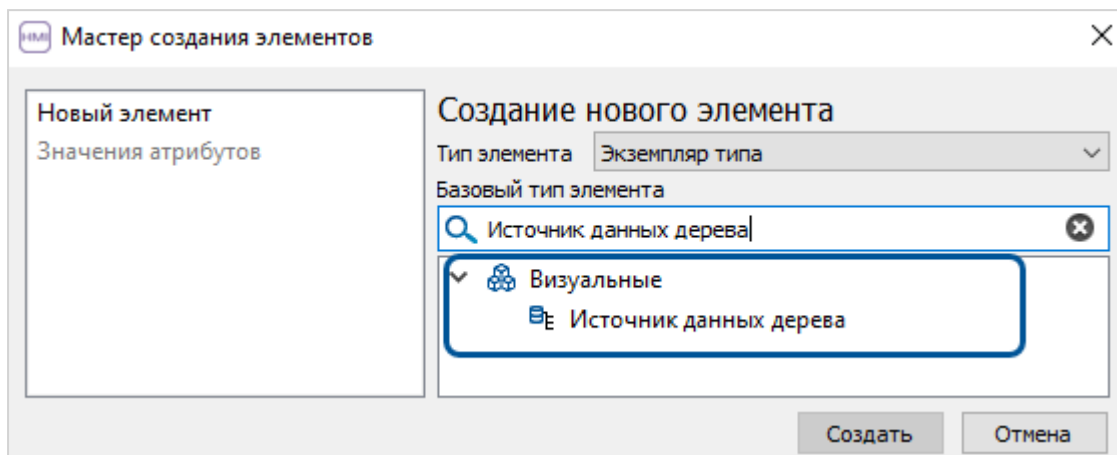 HMI Мастер создания элементов
Новый элемент
Значения атрибутов
Создание нового элемента
Тип элемента Экземпляр типа
Базовый тип элемента
Источник данных дерева
Визуальные
Источник данных дерева
Создать Отмена